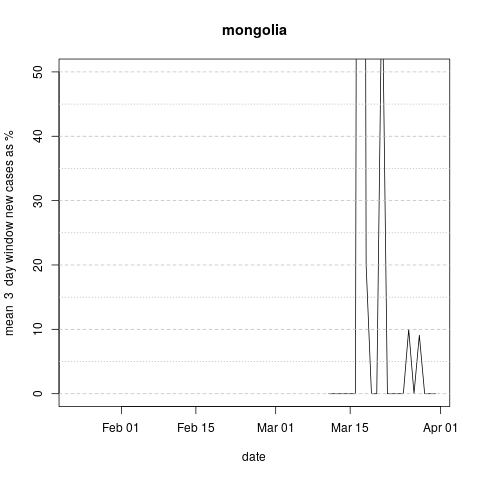 mongolia
mean 3 day window new cases as %
50
40
30
20
10
0
Feb 01
Feb 15
Mar 01
Mar 15
Apr 01
date